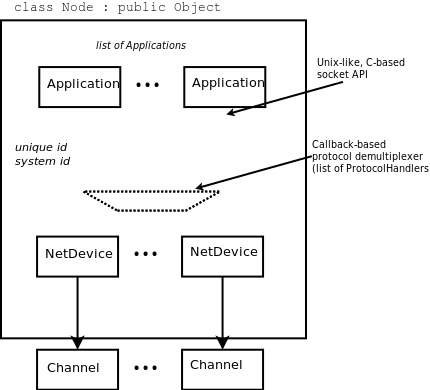 class Node : public Object
list of Applications
Unix-like, C-based
socket API
Application ••• Application
Callback-based
protocol demultiplexer
(list of ProtocolHandlers
unique id
system id
NetDevice ••• NetDevice
Channel ••• Channel